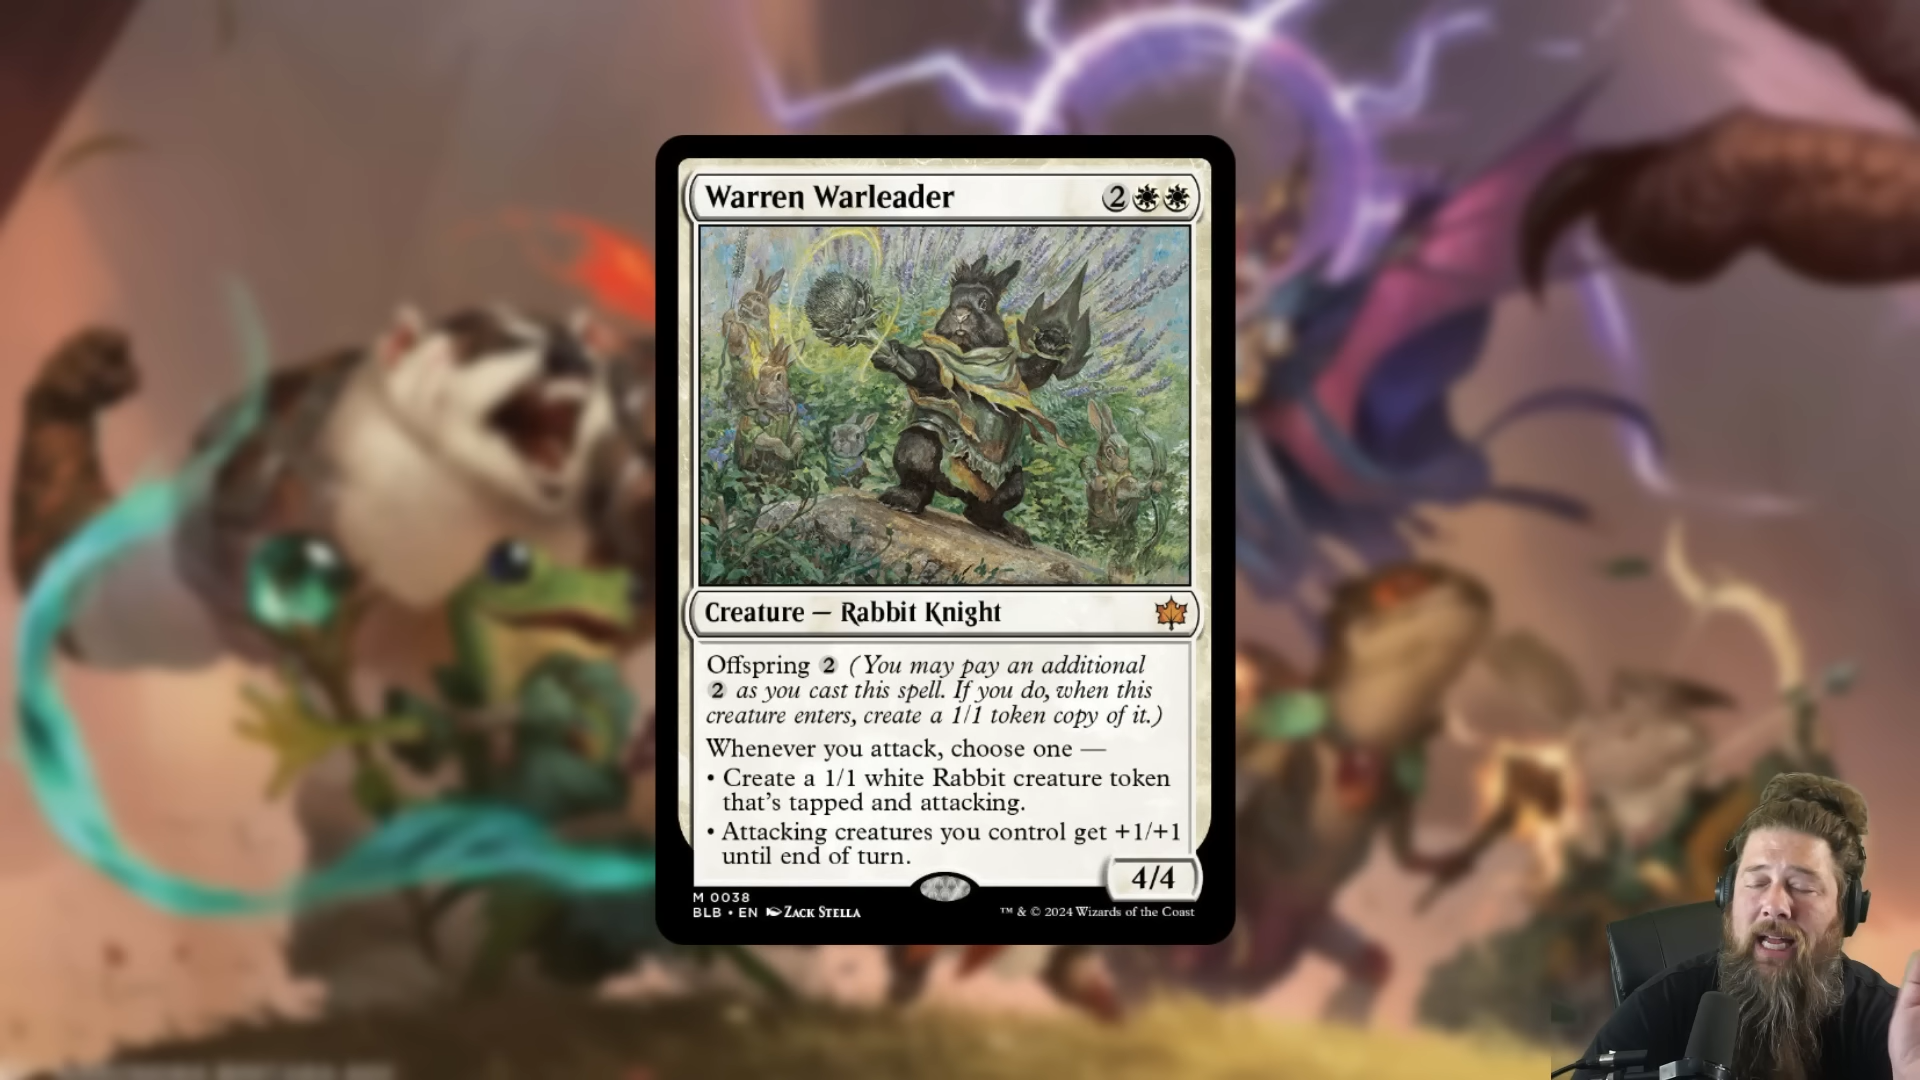 Warren Warleader 2
Creature — Rabbit Knight
Offspring 2 (You may pay an additional
2 as you cast this spell. If you do, when this
creature enters, create a 1/1 token copy of it.)
Whenever you attack, choose one —
• Create a 1/1 white Rabbit creature token
that's tapped and attacking.
• Attacking creatures you control get +1/+1
until end of turn.
4/4
M 0038
BLB • EN Zack Stella
™ & © 2024 Wizards of the Coast